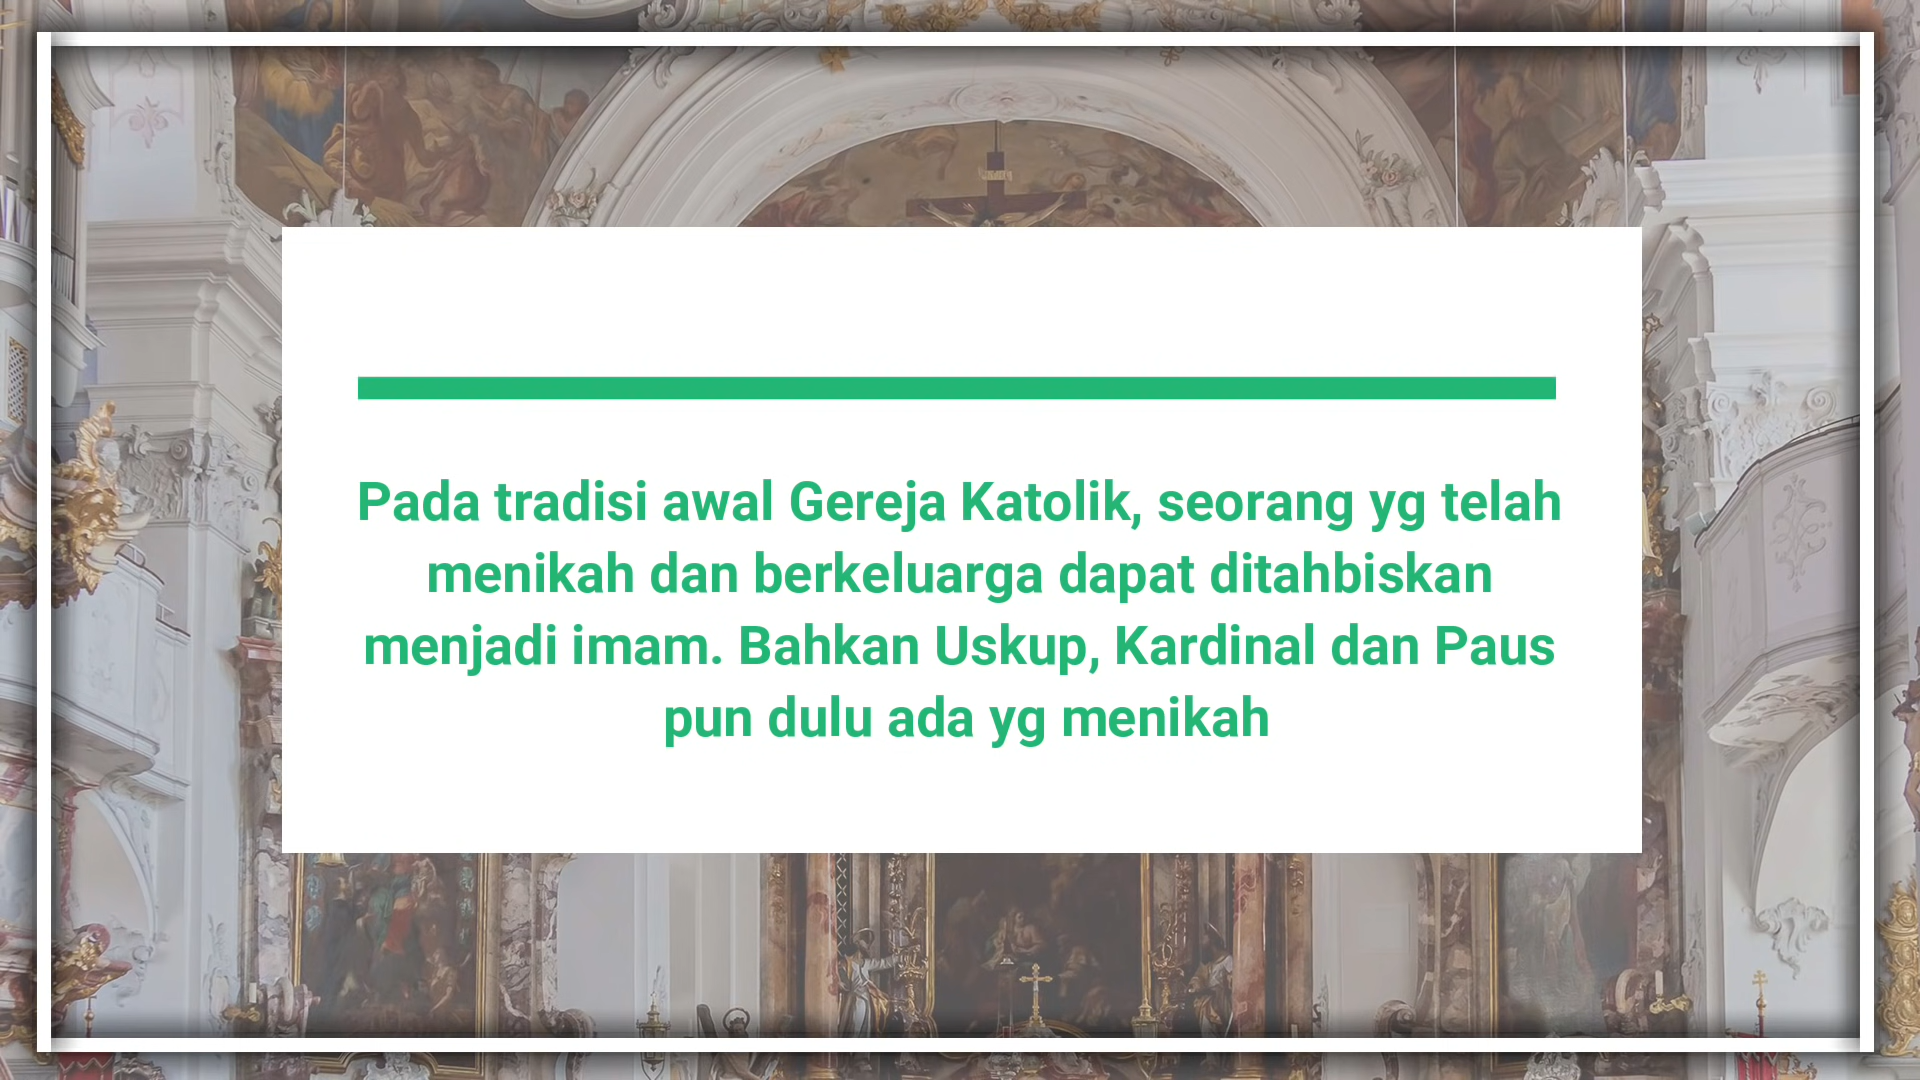 Pada tradisi awal Gereja Katolik, seorang yg telah
menikah dan berkeluarga dapat ditahbiskan
menjadi imam. Bahkan Uskup, Kardinal dan Paus
pun dulu ada yg menikah